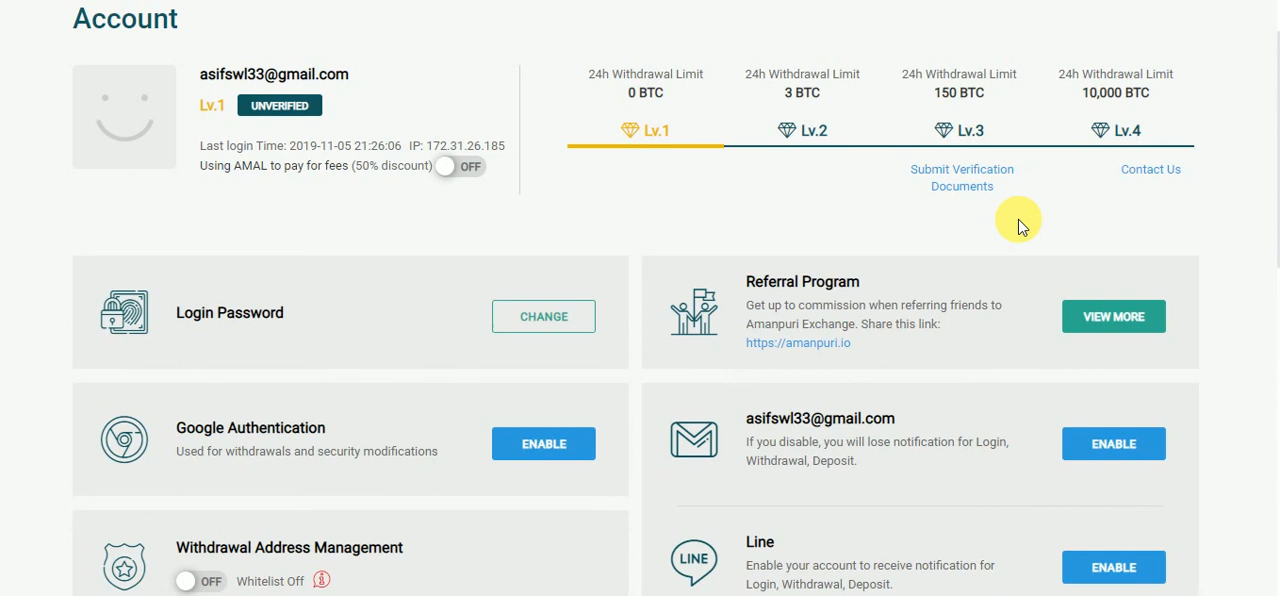 Account
asifswl33@gmail.com
Lv.1 UNVERIFIED
Last login Time: 2019-11-05 21:26:06 IP: 172.31.26.185
Using AMAL to pay for fees (50% discount) OFF
24h Withdrawal Limit
0 BTC
Lv.1
24h Withdrawal Limit
3 BTC
Lv.2
24h Withdrawal Limit
150 BTC
Lv.3
Submit Verification
Documents
24h Withdrawal Limit
10,000 BTC
Lv.4
Contact Us
Login Password
CHANGE
Referral Program
Get up to commission when referring friends to
Amanpuri Exchange. Share this link:
https://amanpuri.io
VIEW MORE
Google Authentication
Used for withdrawals and security modifications
ENABLE
asifswl33@gmail.com
If you disable, you will lose notification for Login,
Withdrawal, Deposit.
ENABLE
Withdrawal Address Management
OFF Whitelist Off
LINE
Line
Enable your account to receive notification for
Login, Withdrawal, Deposit.
ENABLE